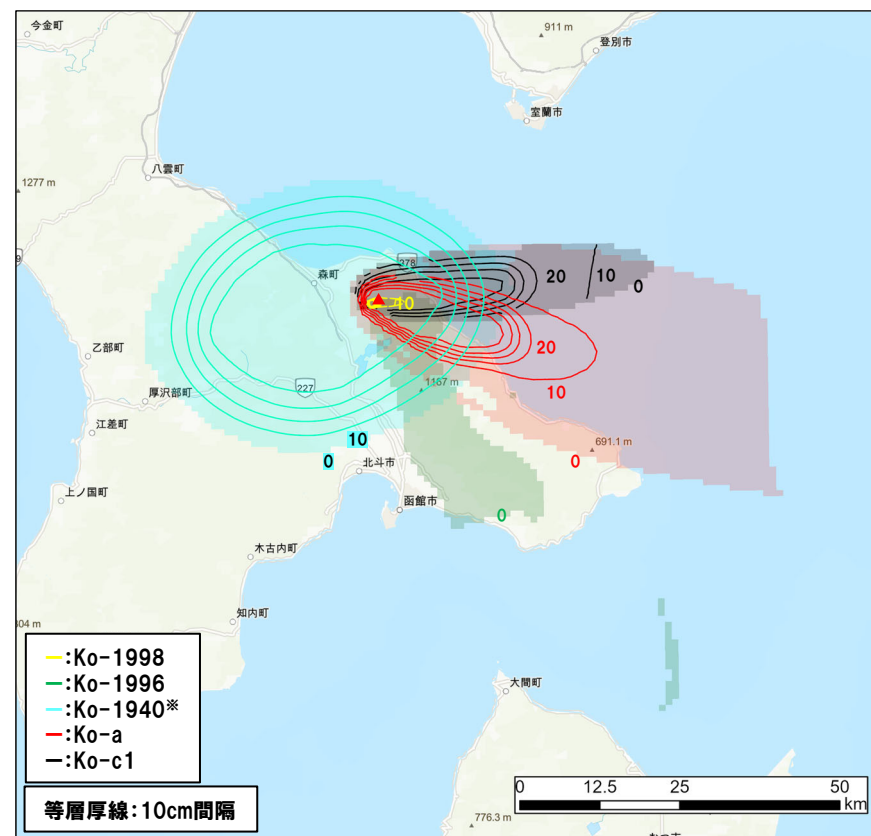 今金町
911 m
登別市
室蘭市
八雲町
1277 m
森町
278
20
10
0
10
乙部町
20
1167 m
227
厚沢部町
10
江差町
10
691.1 m
0
0
北斗市
上ノ国町
函館市
0
木古内町
知内町
604 m
:Ko-1998
:Ko-1996
:Ko-1940※
:Ko-a
:Ko-c1
等層厚線：10cm間隔
大間町
0 12.5 25 50
km
776.3 m